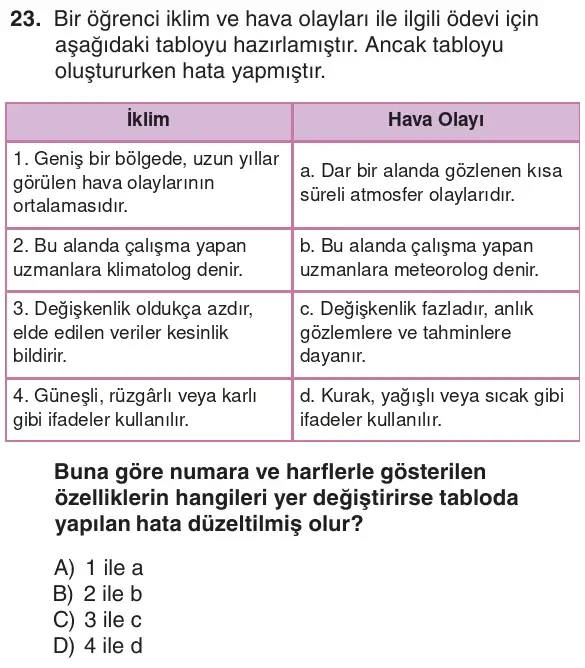 23. Bir öğrenci iklim ve hava olayları ile ilgili ödevi için
aşağıdaki tabloyu hazırlamıştır. Ancak tabloyu
oluştururken hata yapmıştır.
İklim
Hava Olayı
1. Geniş bir bölgede, uzun yıllar
görülen hava olaylarının
ortalamasıdır.
a. Dar bir alanda gözlenen kısa
süreli atmosfer olaylarıdır.
2. Bu alanda çalışma yapan
uzmanlara klimatolog denir.
b. Bu alanda çalışma yapan
uzmanlara meteorolog denir.
3. Değişkenlik oldukça azdır,
elde edilen veriler kesinlik
bildirir.
c. Değişkenlik fazladır, anlık
gözlemlere ve tahminlere
dayanır.
4. Güneşli, rüzgârlı veya karlı
gibi ifadeler kullanılır.
d. Kurak, yağışlı veya sıcak gibi
ifadeler kullanılır.
Buna göre numara ve harflerle gösterilen
özelliklerin hangileri yer değiştirirse tabloda
yapılan hata düzeltilmiş olur?
A) 1 ile a
B) 2 ile b
C) 3 ile c
D) 4 ile d